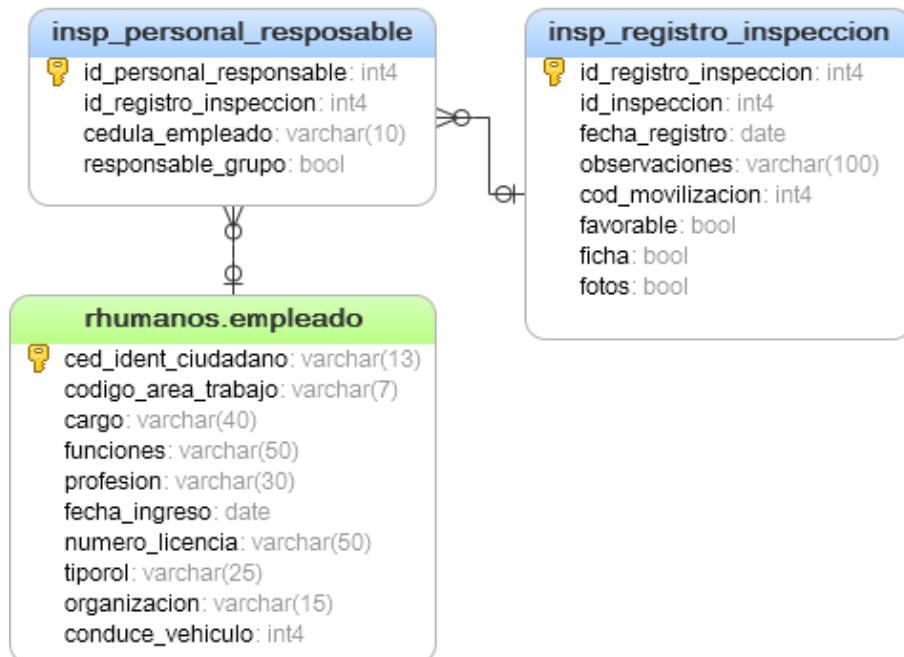 insp_personal_resposable
id_personal_responsable: int4
id_registro_inspeccion: int4
cedula_empleado: varchar(10)
responsable_grupo: bool
insp_registro_inspeccion
id_registro_inspeccion: int4
id_inspeccion: int4
fecha_registro: date
observaciones: varchar(100)
cod_movilizacion: int4
favorable: bool
ficha: bool
fotos: bool
rhumanos.empleado
ced_ident_ciudadano: varchar(13)
codigo_area_trabajo: varchar(7)
cargo: varchar(40)
funciones: varchar(50)
profesion: varchar(30)
fecha_ingreso: date
numero_licencia: varchar(50)
tiporol: varchar(25)
organizacion: varchar(15)
conduce_vehiculo: int4